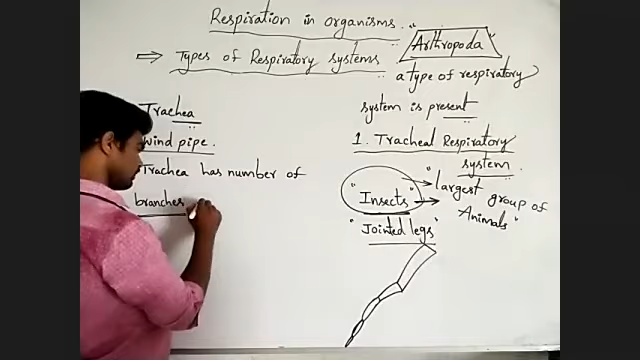 Respiration in organisms.
⇒ Types of Respiratory systems
"Arthropoda"
a type of respiratory
system is present
Trachea
wind pipe.
Trachea has number of
branches
1. Tracheal Respiratory
system.
"Insects" → "largest group of
→ Animals"
"Jointed legs"